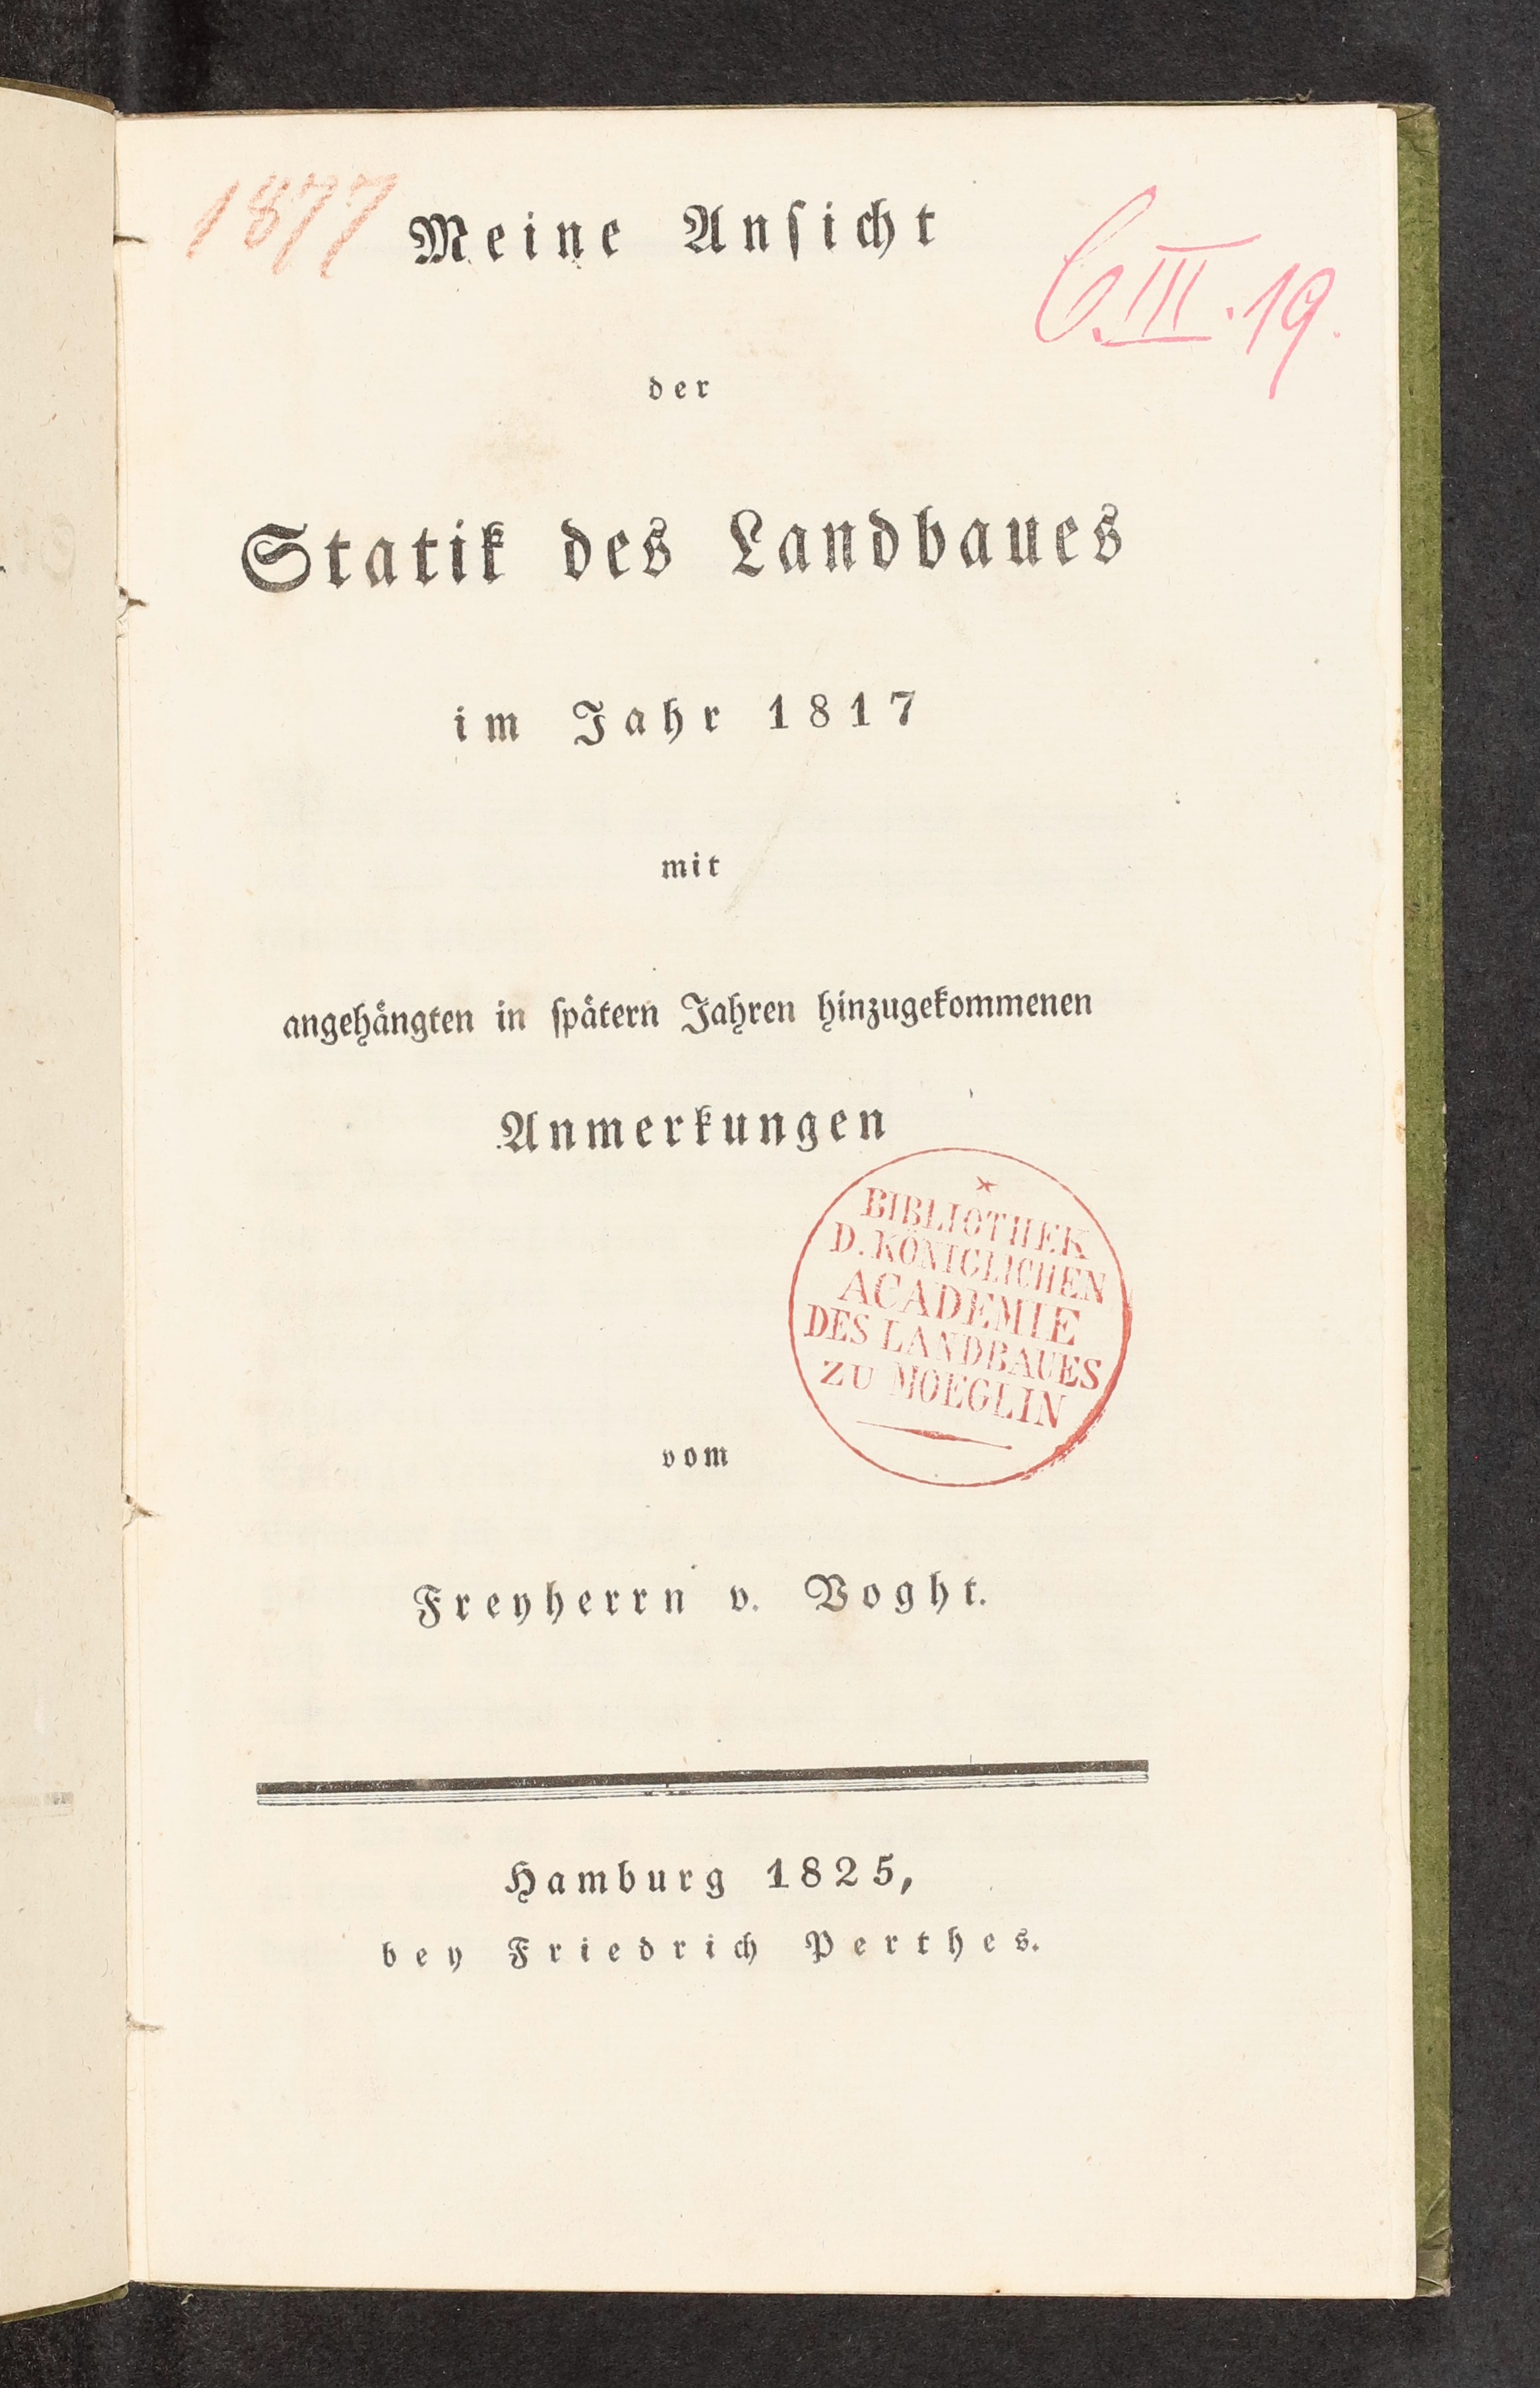 1877
Meine Ansicht
C.III.19.
der
Statik des Landbaues
im Jahr 1817
mit
angehängten in spätern Jahren hinzugekommenen
Anmerkungen
BIBLIOTHEK
D. KÖNIGLICHEN
ACADEMIE
DES LANDBAUES
ZU MOEGLIN
vom
Freyherrn v. Voght.
Hamburg 1825,
bey Friedrich Perthes.